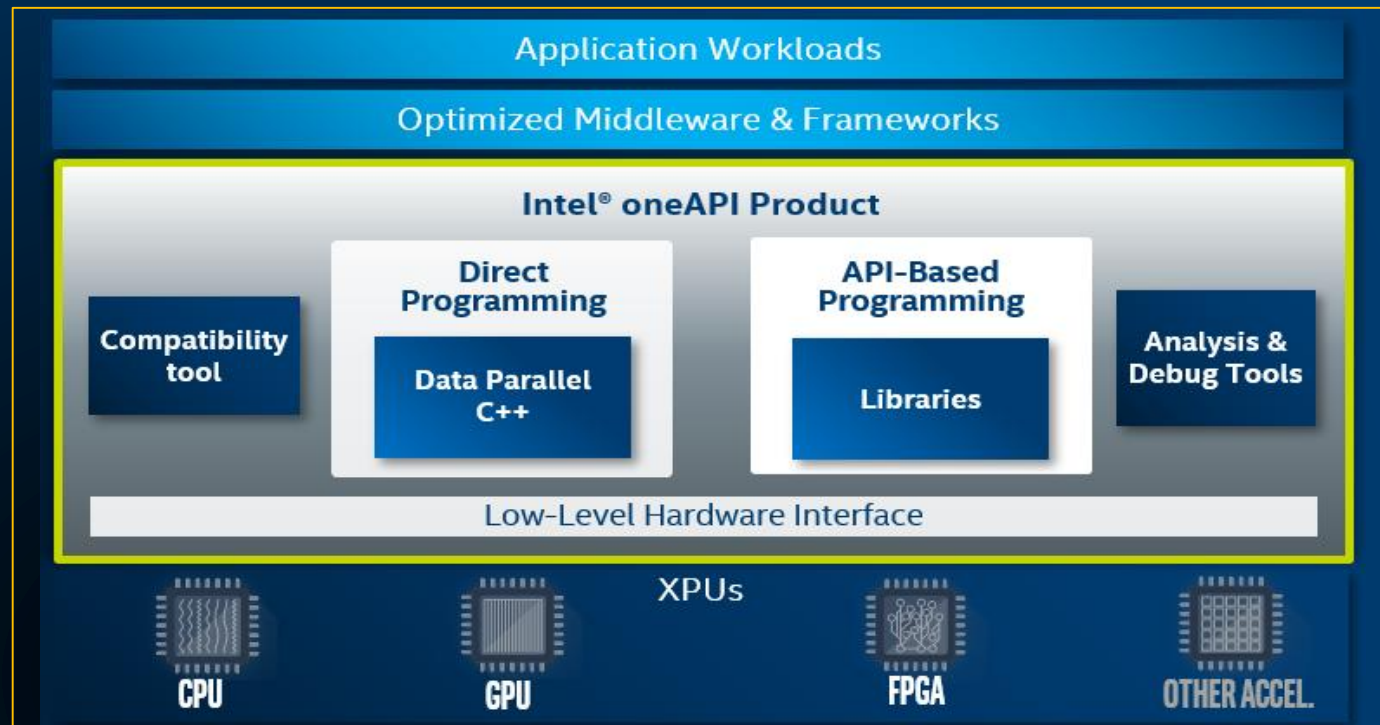 Application Workloads
Optimized Middleware & Frameworks
Intel® oneAPI Product
Compatibility
tool
Direct
Programming
Data Parallel
C++
API-Based
Programming
Libraries
Analysis &
Debug Tools
Low-Level Hardware Interface
XPUs
CPU
GPU
FPGA
OTHER ACCEL.